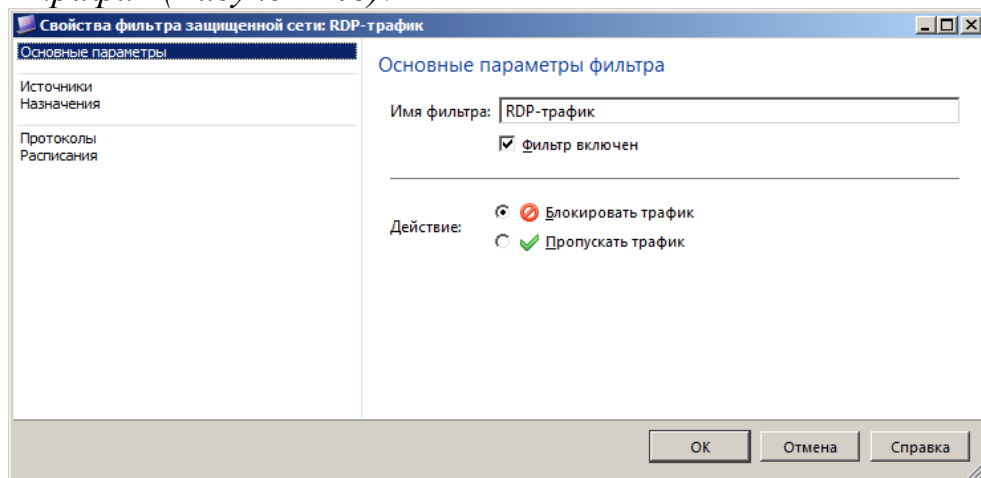 Свойства фильтра защищенной сети: RDP-трафик
Основные параметры
Источники
Назначения
Протоколы
Расписания
Основные параметры фильтра
Имя фильтра: RDP-трафик
Фильтр включен
Действие:
Блокировать трафик
Пропускать трафик
ОК Отмена Справка